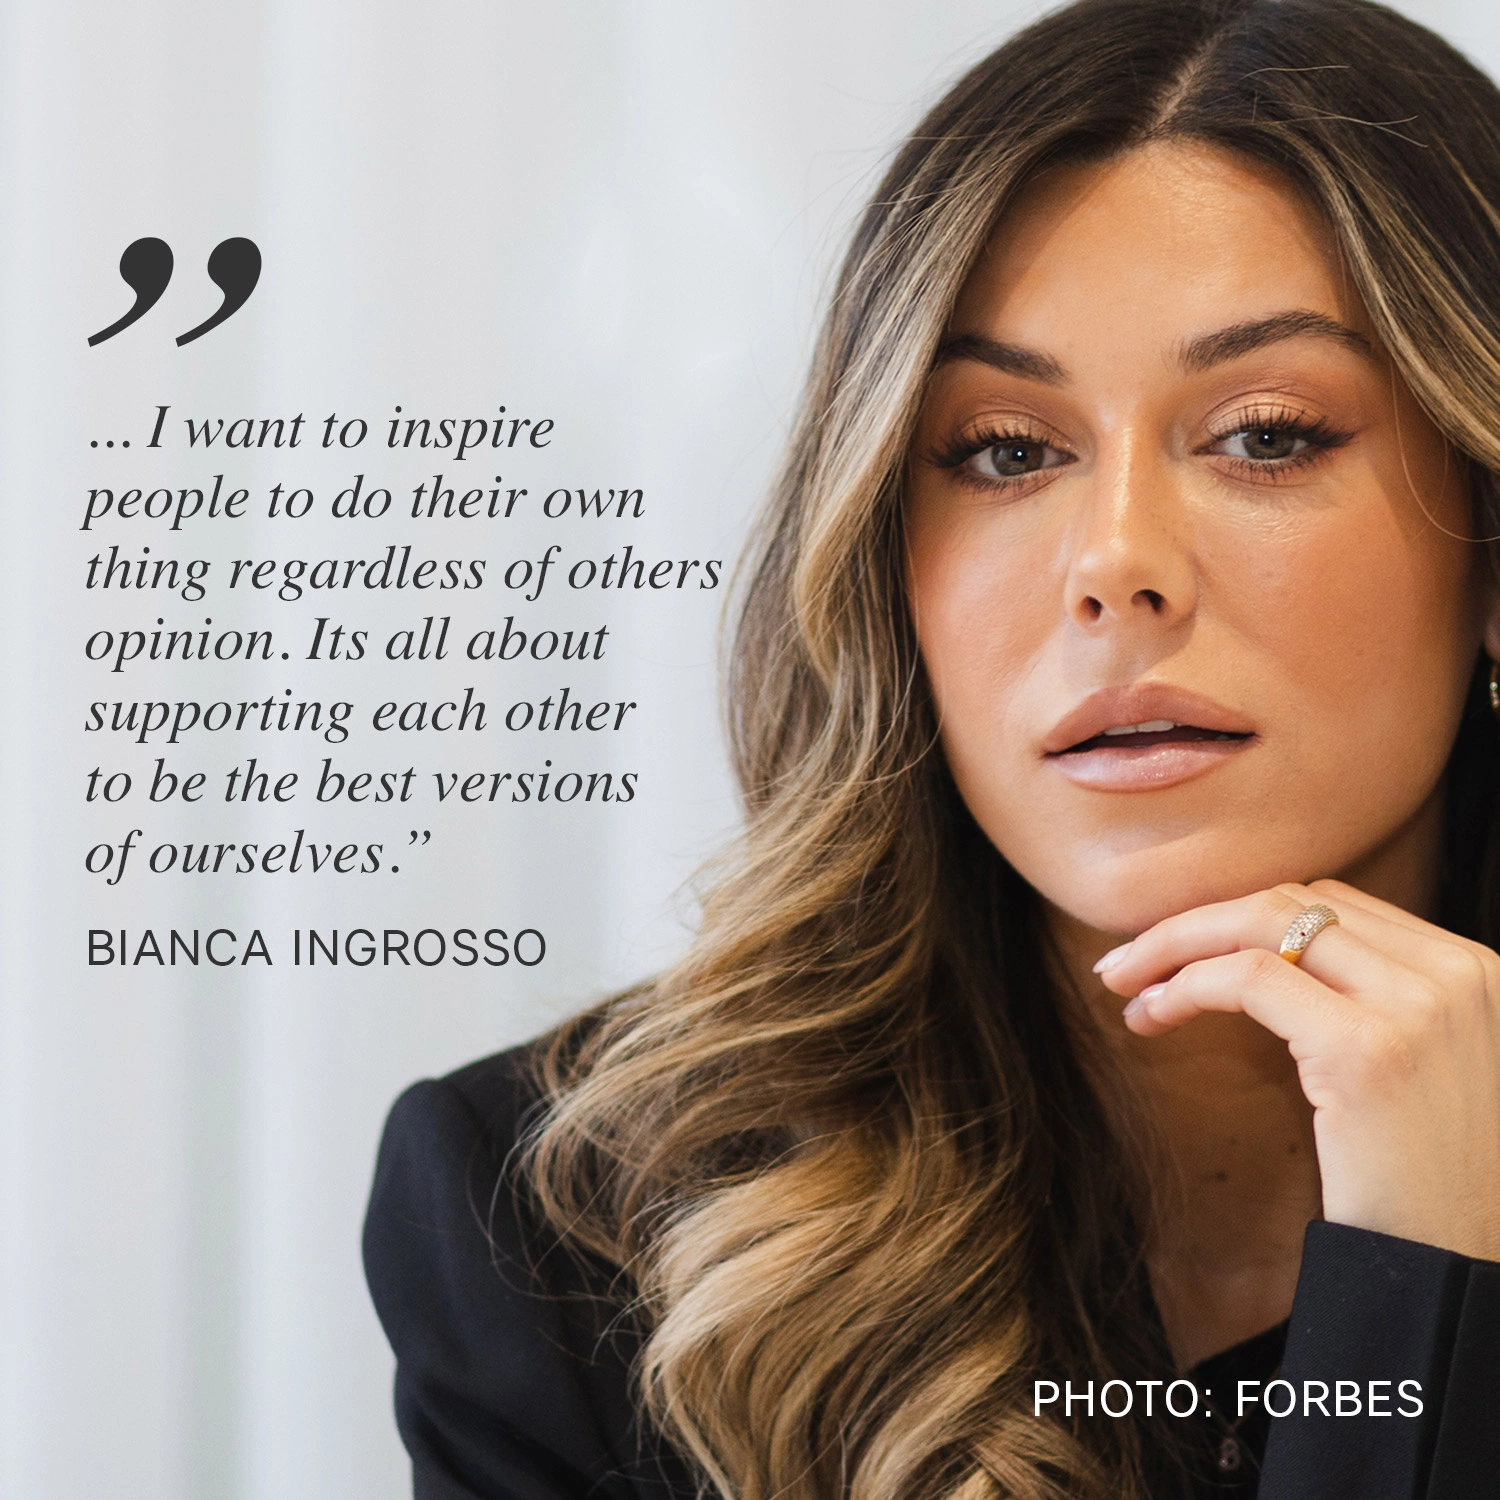 ”
... I want to inspire
people to do their own
thing regardless of others
opinion. Its all about
supporting each other
to be the best versions
of ourselves.”
BIANCA INGROSSO
PHOTO: FORBES